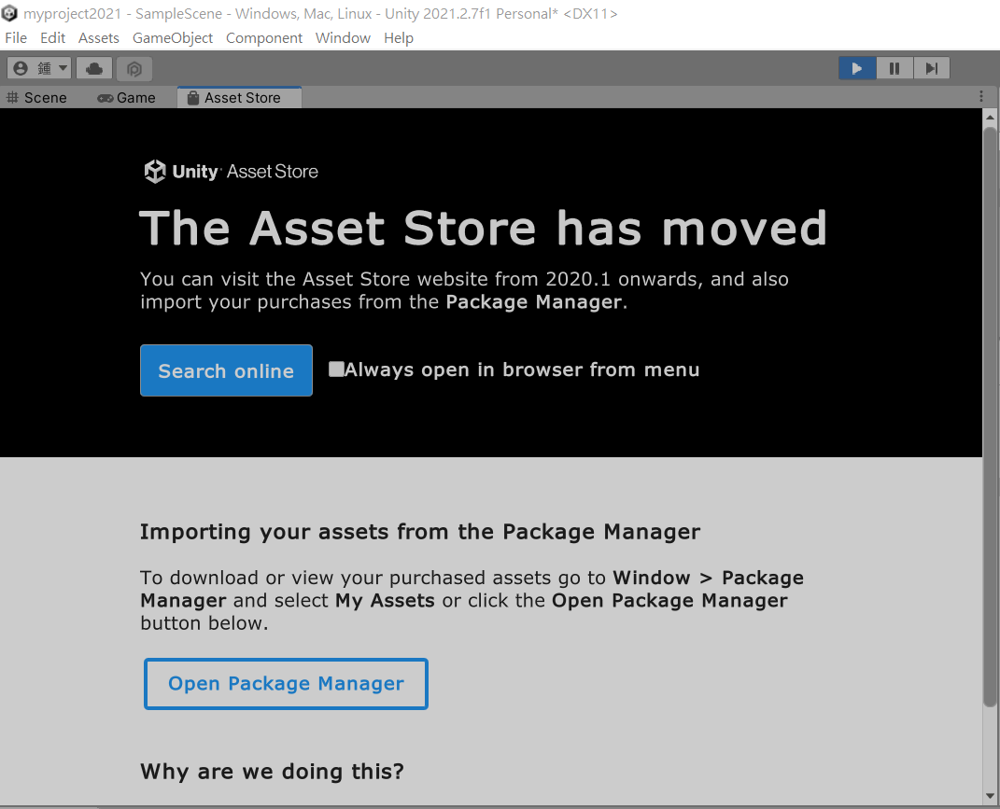 myproject2021 - SampleScene - Windows, Mac, Linux - Unity 2021.2.7f1 Personal* <DX11>
File Edit Assets GameObject Component Window Help
鍾
Scene Game Asset Store
Unity Asset Store
The Asset Store has moved
You can visit the Asset Store website from 2020.1 onwards, and also
import your purchases from the Package Manager.
Search online Always open in browser from menu
Importing your assets from the Package Manager
To download or view your purchased assets go to Window > Package
Manager and select My Assets or click the Open Package Manager
button below.
Open Package Manager
Why are we doing this?